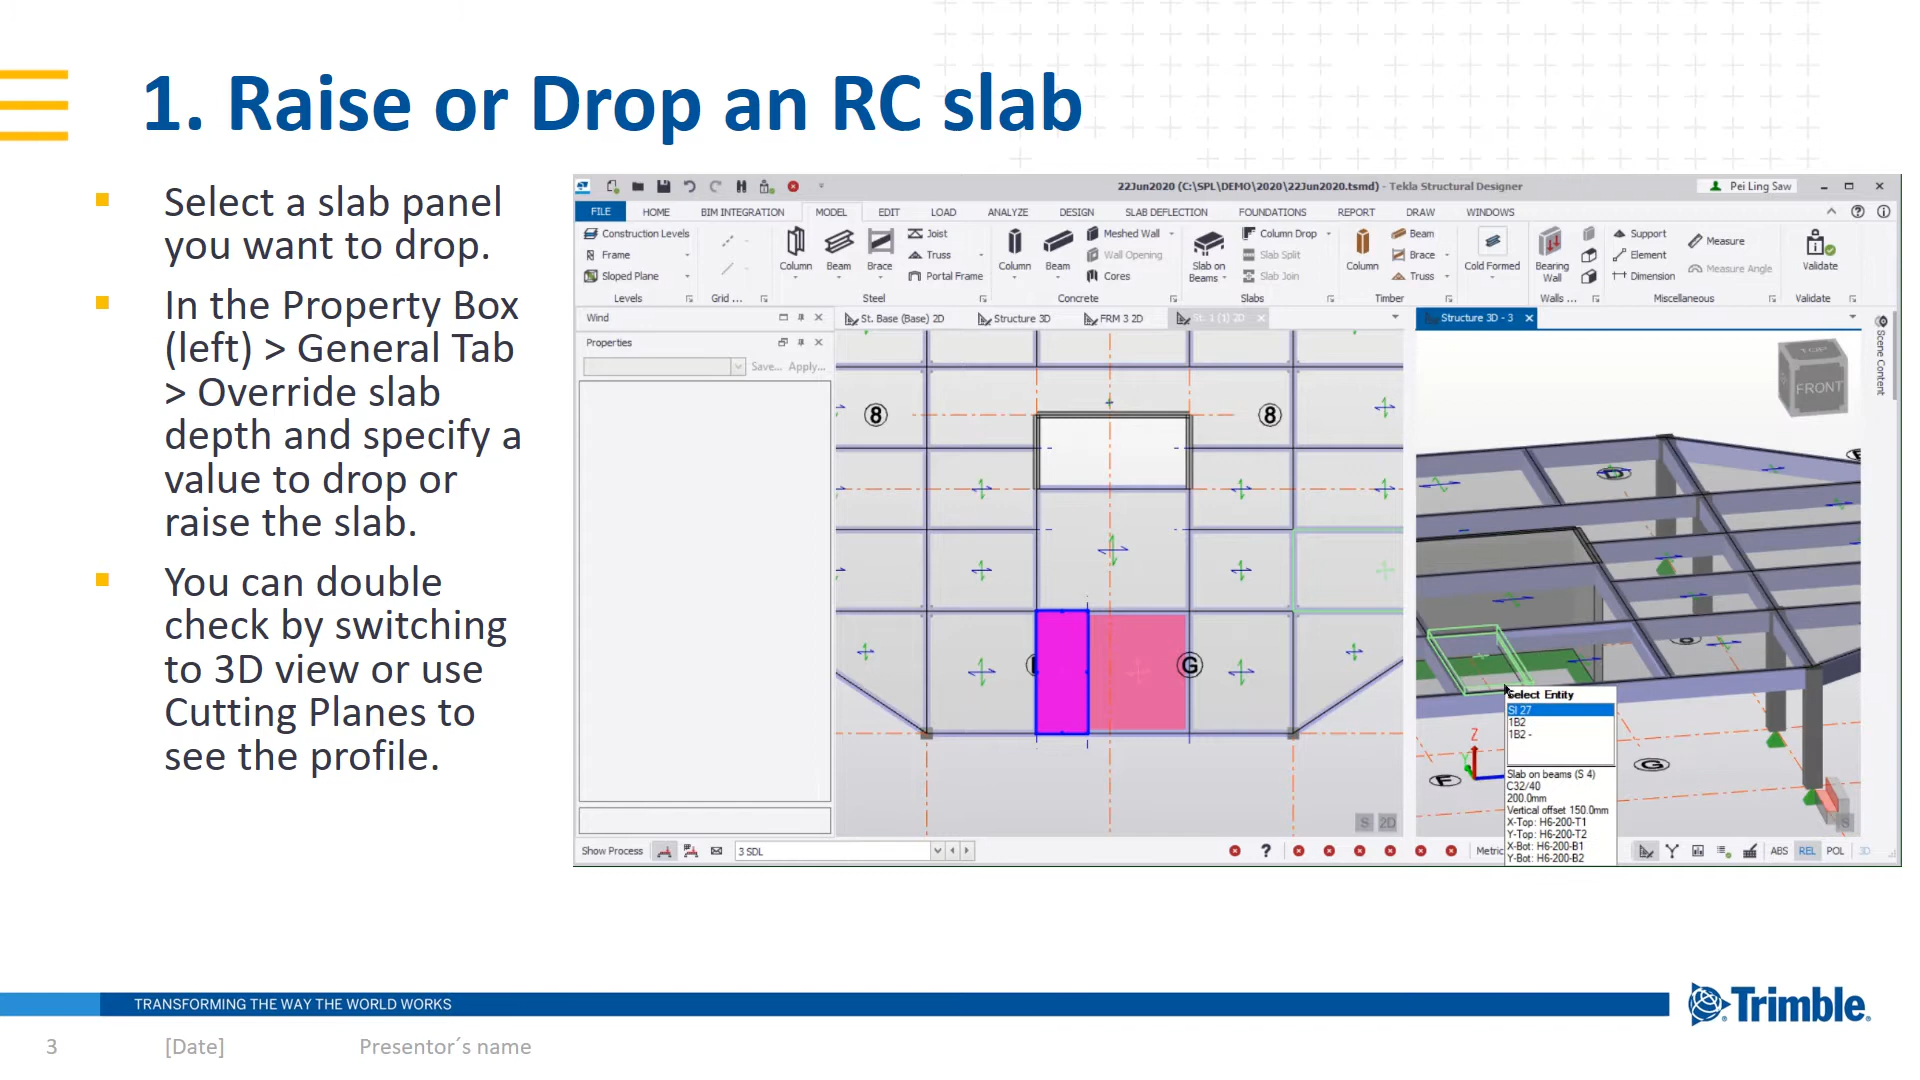 1. Raise or Drop an RC slab
Select a slab panel
you want to drop.
In the Property Box
(left) > General Tab
> Override slab
depth and specify a
value to drop or
raise the slab.
You can double
check by switching
to 3D view or use
Cutting Planes to
see the profile.
22Jun2020 (C:\SPL\DEMO\2020\22Jun2020.tsmd) - Tekla Structural Designer
Pei Ling Saw
FILE HOME BIM INTEGRATION MODEL EDIT LOAD ANALYZE DESIGN SLAB DEFLECTION FOUNDATIONS REPORT DRAW WINDOWS
Construction Levels
Frame
Sloped Plane
Levels
Grid ...
Column Beam Brace
Joist
Truss
Portal Frame
Steel
Column Beam
Meshed Wall
Wall Opening
Cores
Concrete
Slab on
Beams
Column Drop
Slab Split
Slab Join
Slabs
Column
Beam
Brace
Truss
Timber
Cold Formed
Bearing
Wall
Walls ...
Support
Element
Dimension
Measure
Measure Angle
Miscellaneous
Validate
Validate
Wind
Properties
Save... Apply...
St. Base (Base) 2D Structure 3D FRM 3 2D St. 1 (1) 2D
Structure 3D - 3
Scene Content
TOP
FRONT
8 8
G
S 2D
D
F G
Z
Y
Select Entity
SI 27
1B2
1B2 -
Slab on beams (S 4)
C32/40
200.0mm
Vertical offset 150.0mm
X-Top: H6-200-T1
Y-Top: H6-200-T2
X-Bot: H6-200-B1
Y-Bot: H6-200-B2
S
Show Process 3 SDL
Metric
ABS REL POL 3D
TRANSFORMING THE WAY THE WORLD WORKS
Trimble
3 [Date] Presentor´s name